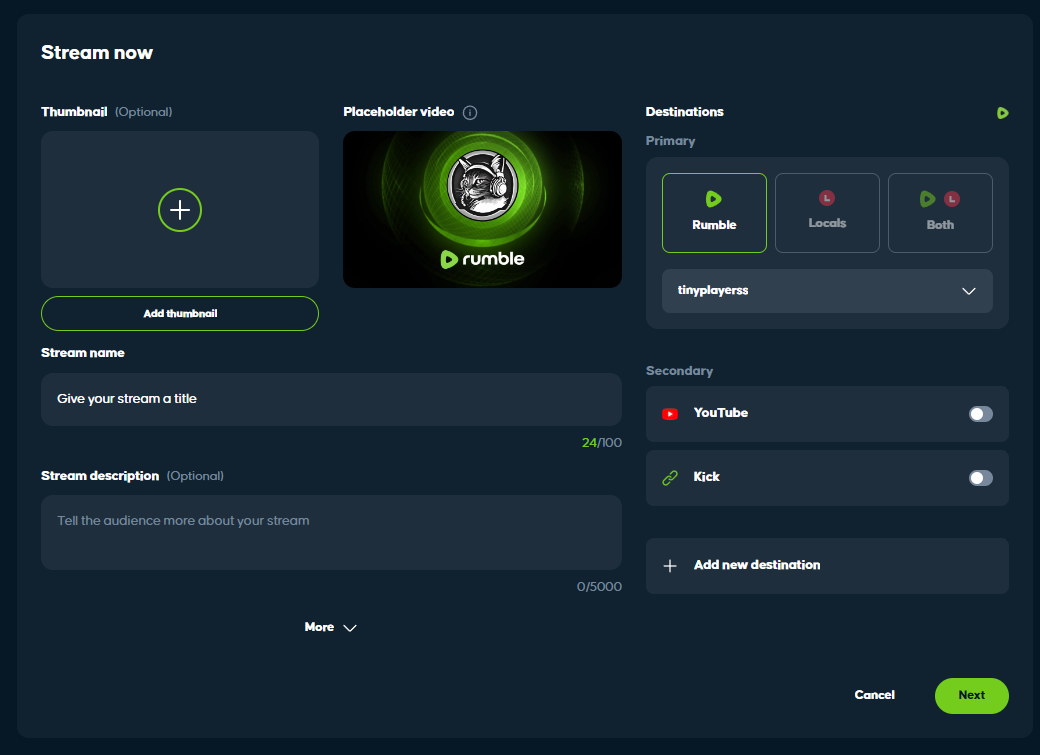 Stream now
Thumbnail (Optional)
Placeholder video
rumble
Add thumbnail
Stream name
Give your stream a title
24/100
Stream description (Optional)
Tell the audience more about your stream
0/5000
More
Destinations
Primary
Rumble
L
Locals
L
Both
tinyplayerss
Secondary
YouTube
Kick
Add new destination
Cancel
Next